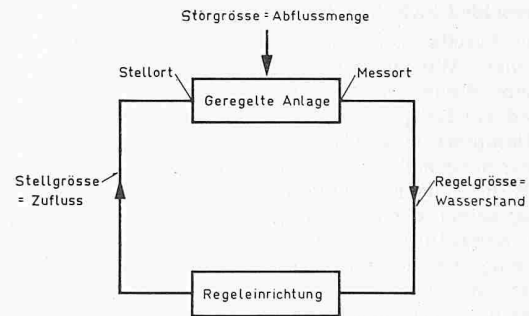 Störgrösse = Abflussmenge
Stellort
Messort
Geregelte Anlage
Stellgrösse
= Zufluss
Regelgrösse =
Wasserstand
Regeleinrichtung